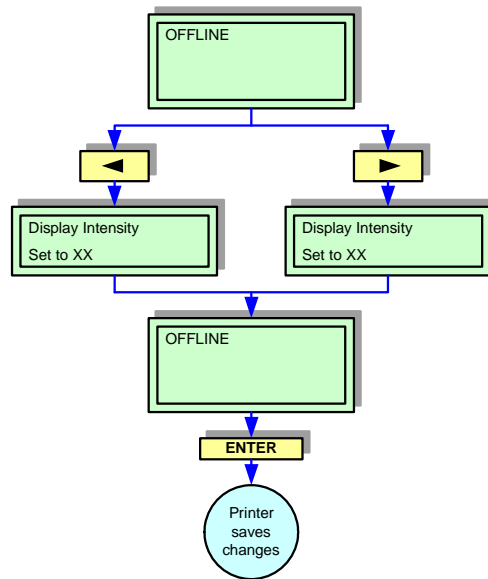 OFFLINE
◄
►
Display Intensity
Set to XX
Display Intensity
Set to XX
OFFLINE
ENTER
Printer
saves
changes